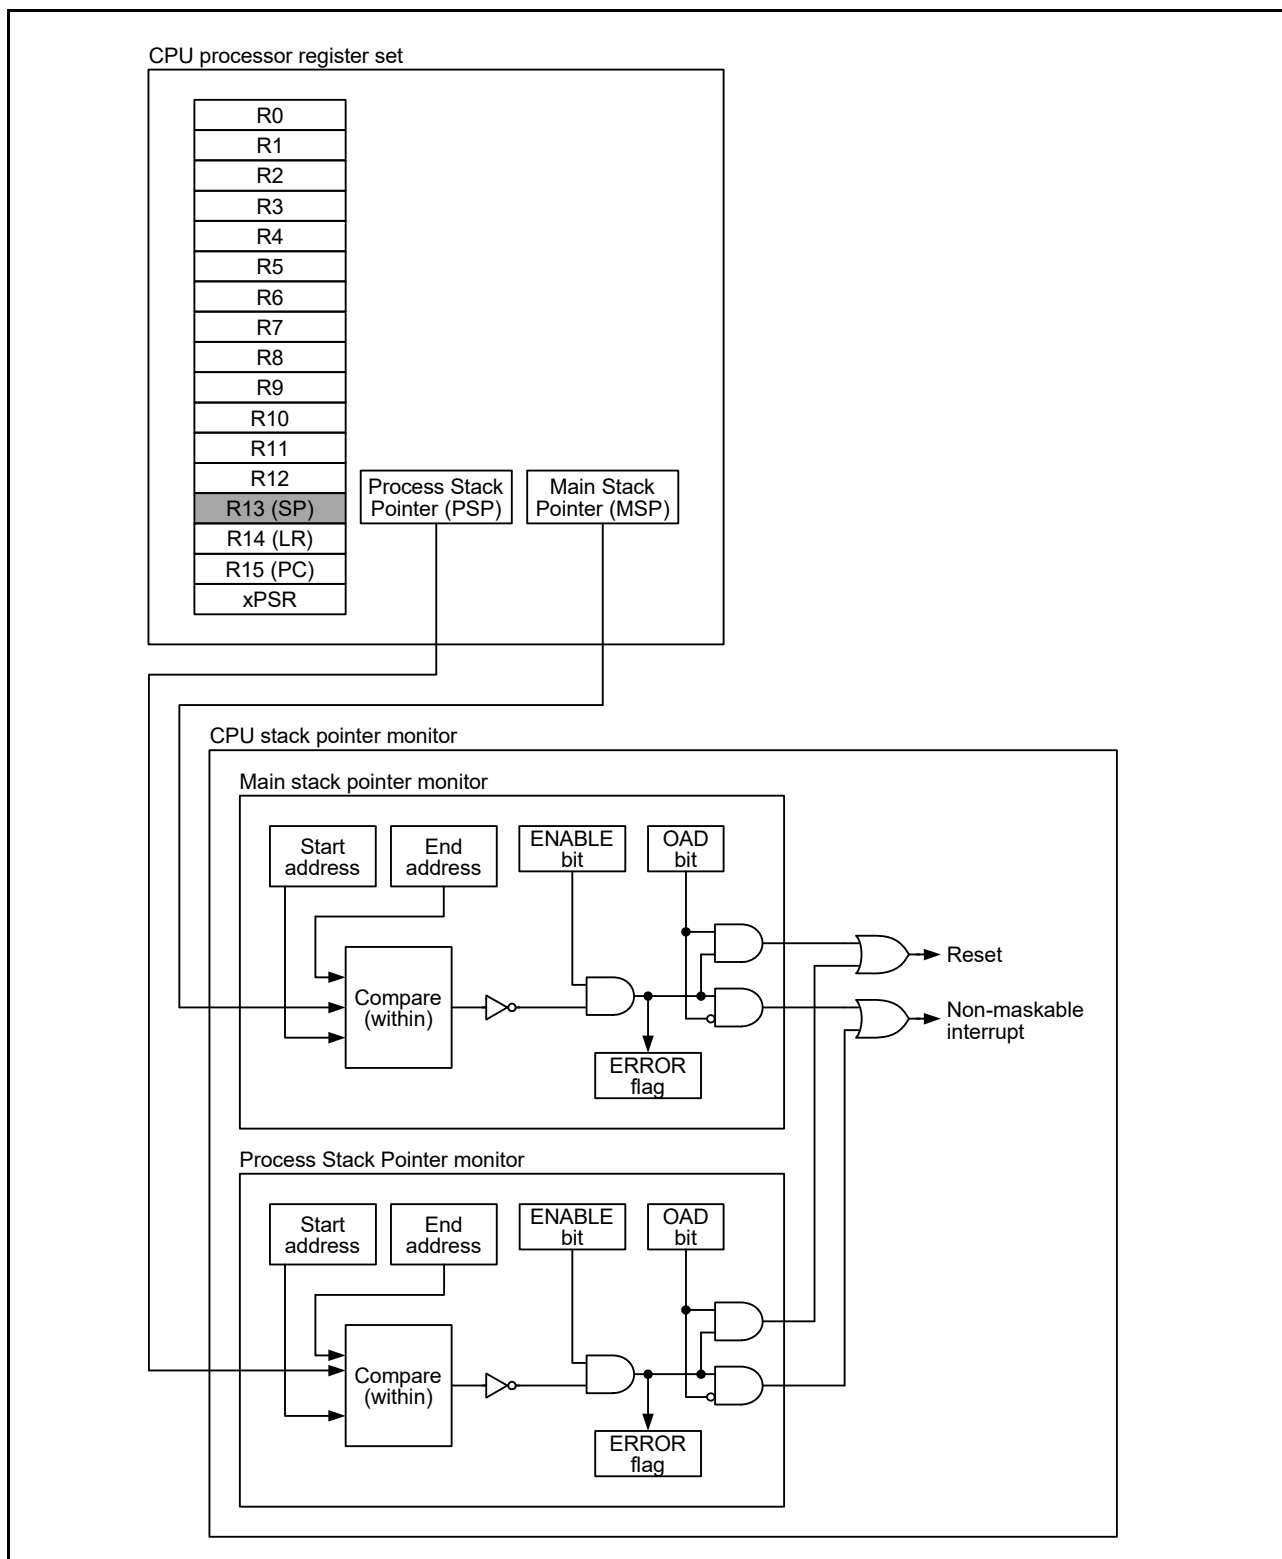 CPU processor register set
R0
R1
R2
R3
R4
R5
R6
R7
R8
R9
R10
R11
R12
R13 (SP)
R14 (LR)
R15 (PC)
xPSR
Process Stack
Pointer (PSP)
Main Stack
Pointer (MSP)
CPU stack pointer monitor
Main stack pointer monitor
Start
address
End
address
ENABLE
bit
OAD
bit
Compare
(within)
ERROR
flag
Reset
Non-maskable
interrupt
Process Stack Pointer monitor
Start
address
End
address
ENABLE
bit
OAD
bit
Compare
(within)
ERROR
flag